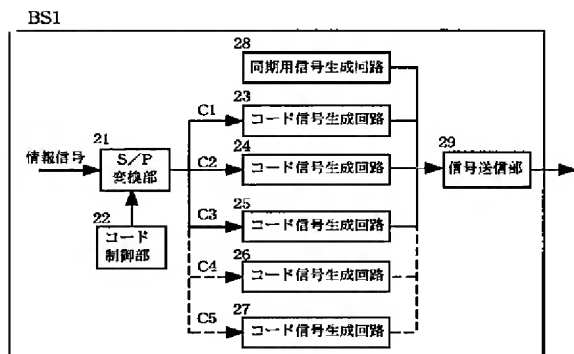 BS1
28
同期用信号生成回路
23
C1
コード信号生成回路
21
情報信号
S/P
変換部
24
C2
コード信号生成回路
29
信号送信部
22
コード
制御部
25
C3
コード信号生成回路
26
C4
コード信号生成回路
27
C5
コード信号生成回路